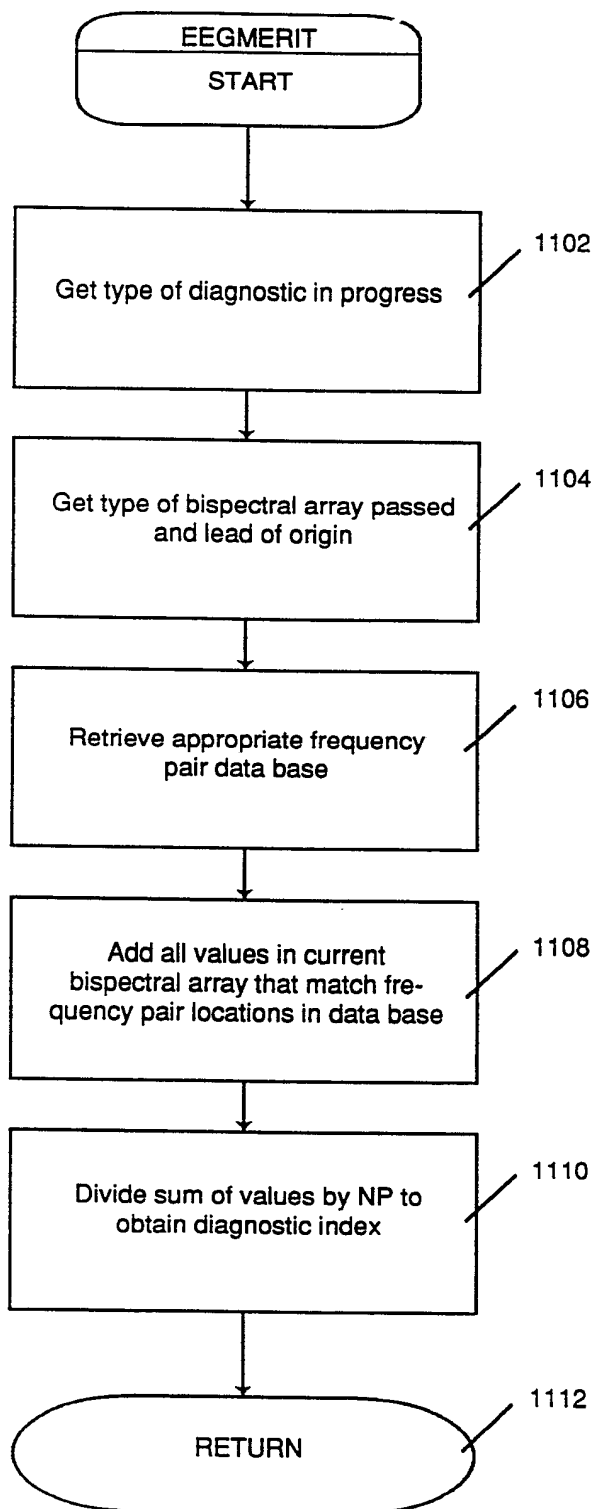 EEGMERIT
START
1102
Get type of diagnostic in progress
1104
Get type of bispectral array passed
and lead of origin
1106
Retrieve appropriate frequency
pair data base
1108
Add all values in current
bispectral array that match fre-
quency pair locations in data base
1110
Divide sum of values by NP to
obtain diagnostic index
1112
RETURN